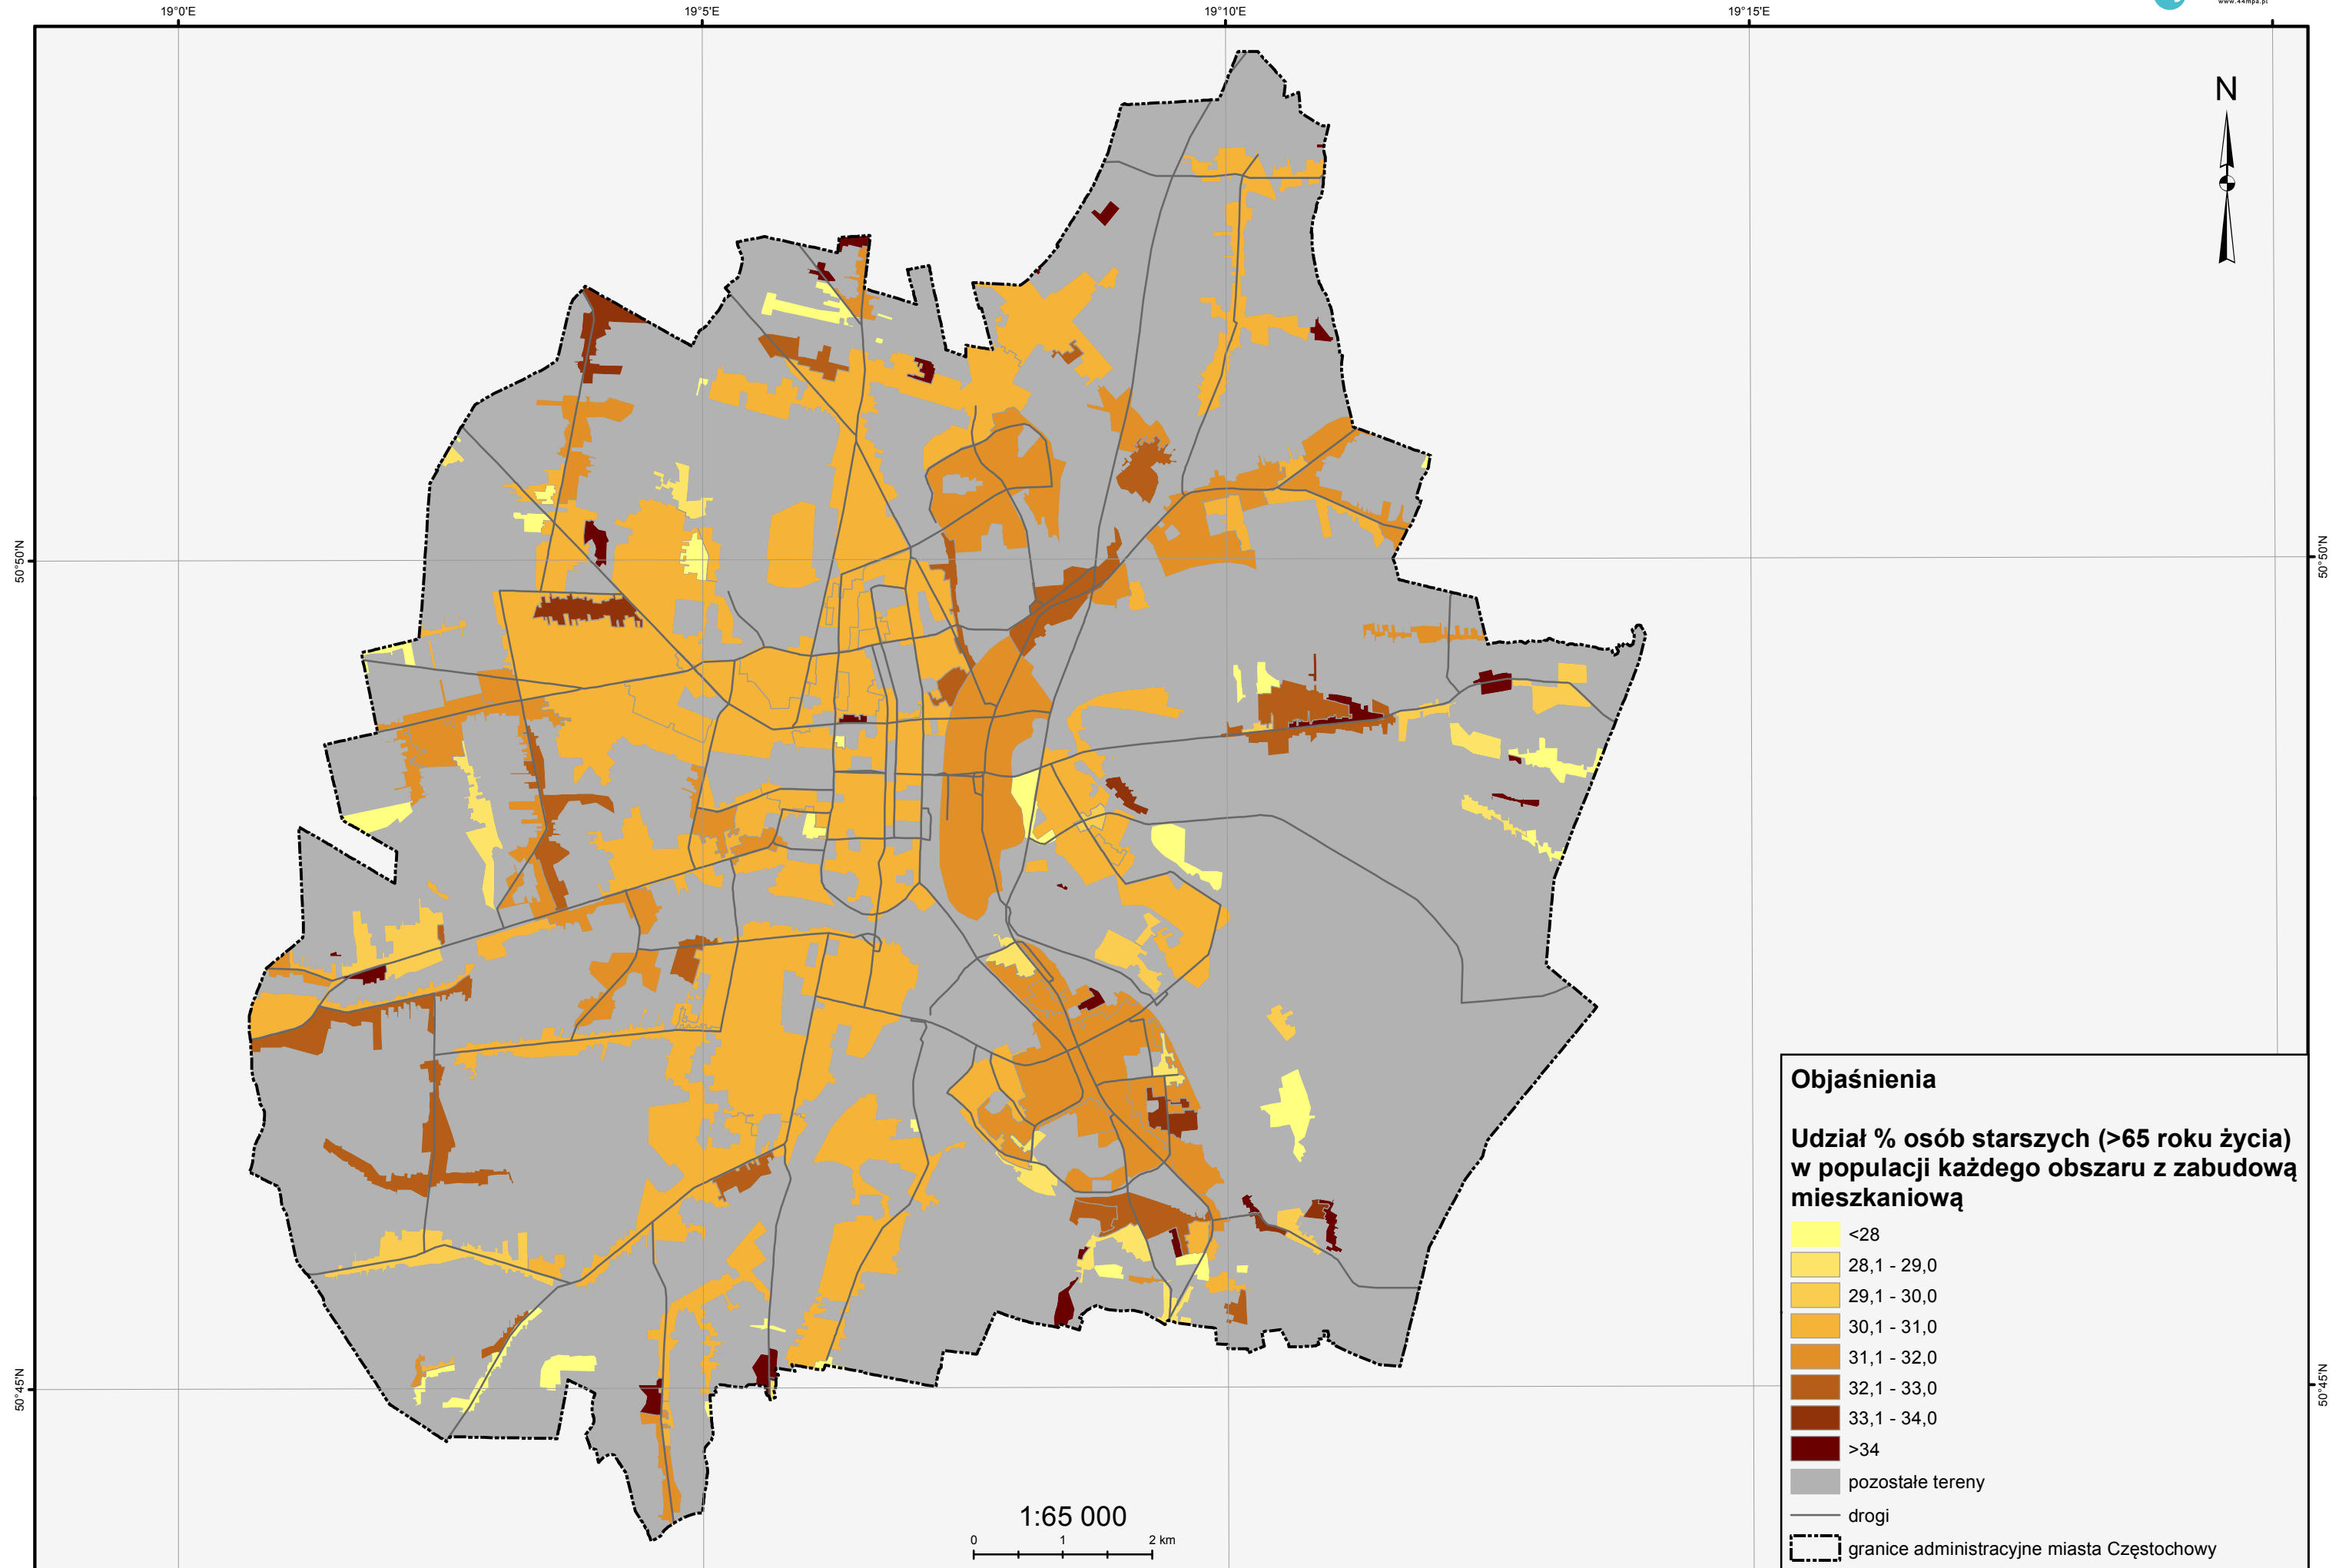 www.44mpa.pl
19°0'E
19°5'E
19°10'E
19°15'E
N
50°50'N
50°50'N
50°45'N
50°45'N
1:65 000
0 1 2 km
Objaśnienia
Udział % osób starszych (>65 roku życia)
w populacji każdego obszaru z zabudową
mieszkaniową
<28
28,1 - 29,0
29,1 - 30,0
30,1 - 31,0
31,1 - 32,0
32,1 - 33,0
33,1 - 34,0
>34
pozostałe tereny
drogi
granice administracyjne miasta Częstochowy